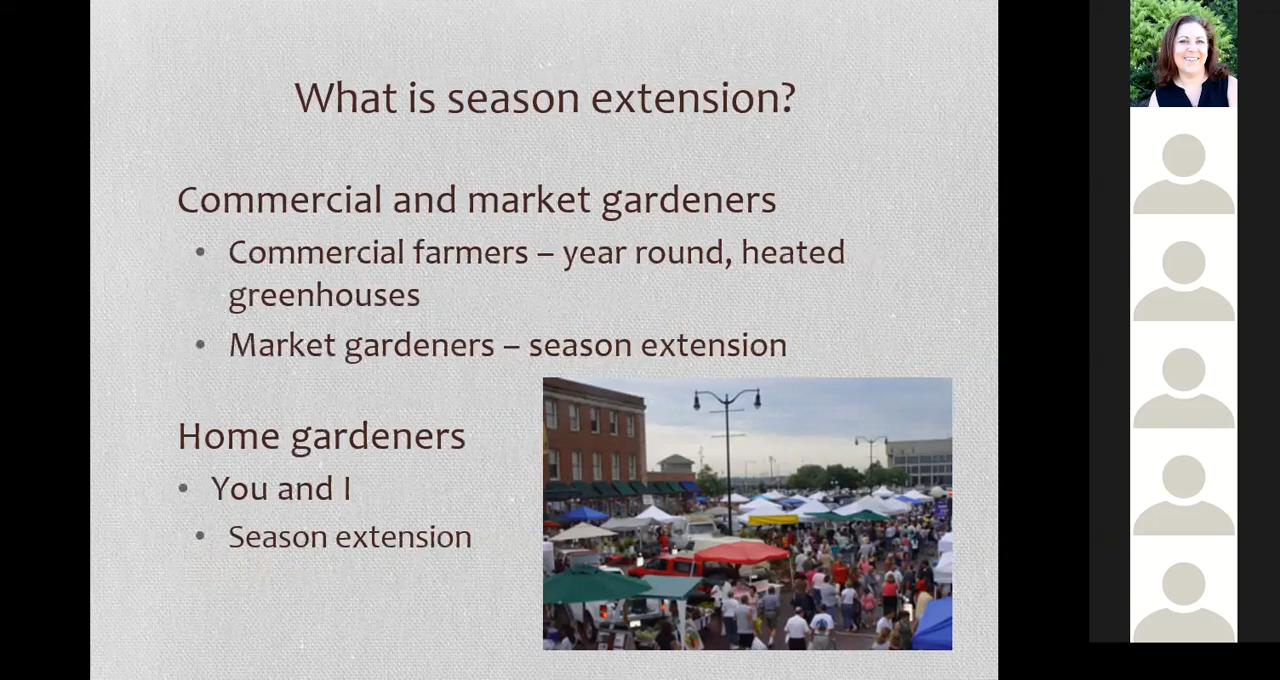 What is season extension?
Commercial and market gardeners
• Commercial farmers – year round, heated
greenhouses
• Market gardeners – season extension
Home gardeners
• You and I
• Season extension